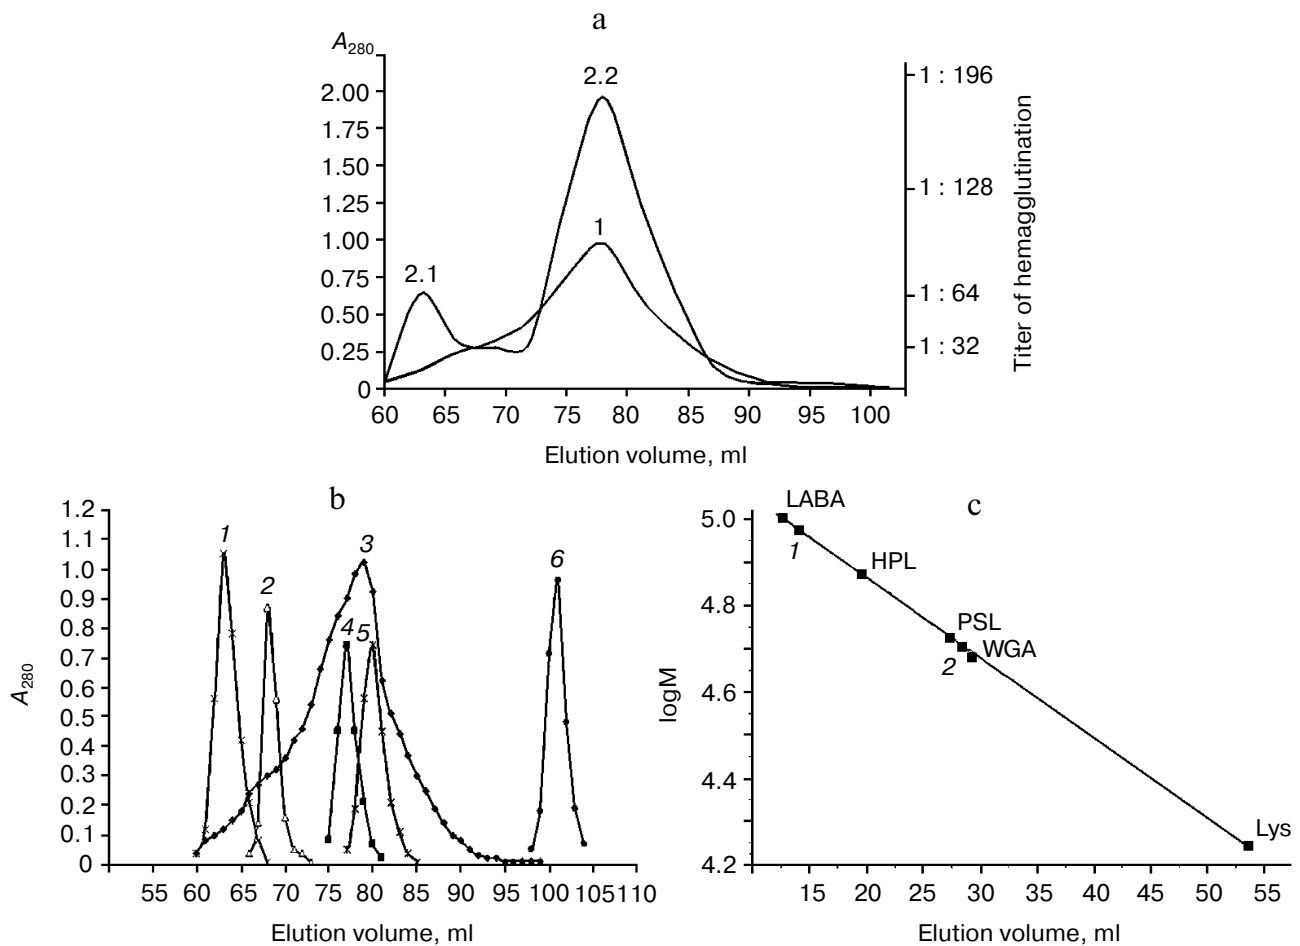 a
A280
2.00
1.75
1.50
1.25
1.00
0.75
0.50
0.25
0
2.1
2.2
1
1 : 196
1 : 128
1 : 64
1 : 32
Titer of hemagglutination
60 65 70 75 80 85 90 95 100
Elution volume, ml
b
A280
1.2
1.1
1.0
0.9
0.8
0.7
0.6
0.5
0.4
0.3
0.2
0.1
0
1
2
3
4
5
6
55 60 65 70 75 80 85 90 95 100 105 110
Elution volume, ml
c
logM
5.0
4.8
4.6
4.4
4.2
LABA
1
HPL
PSL
2
WGA
Lys
15 20 25 30 35 40 45 50 55
Elution volume, ml